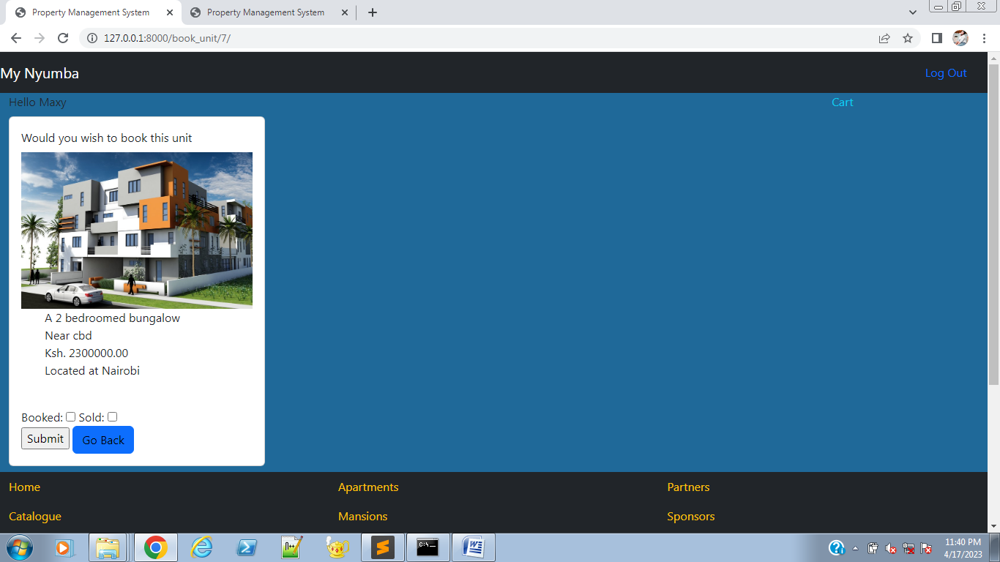 Property Management System
Property Management System
127.0.0.1:8000/book_unit/7/
My Nyumba
Log Out
Hello Maxy
Cart
Would you wish to book this unit
A 2 bedroomed bungalow
Near cbd
Ksh. 2300000.00
Located at Nairobi
Booked: Sold:
Submit Go Back
Home Apartments Partners
Catalogue Mansions Sponsors
11:40 PM
4/17/2023